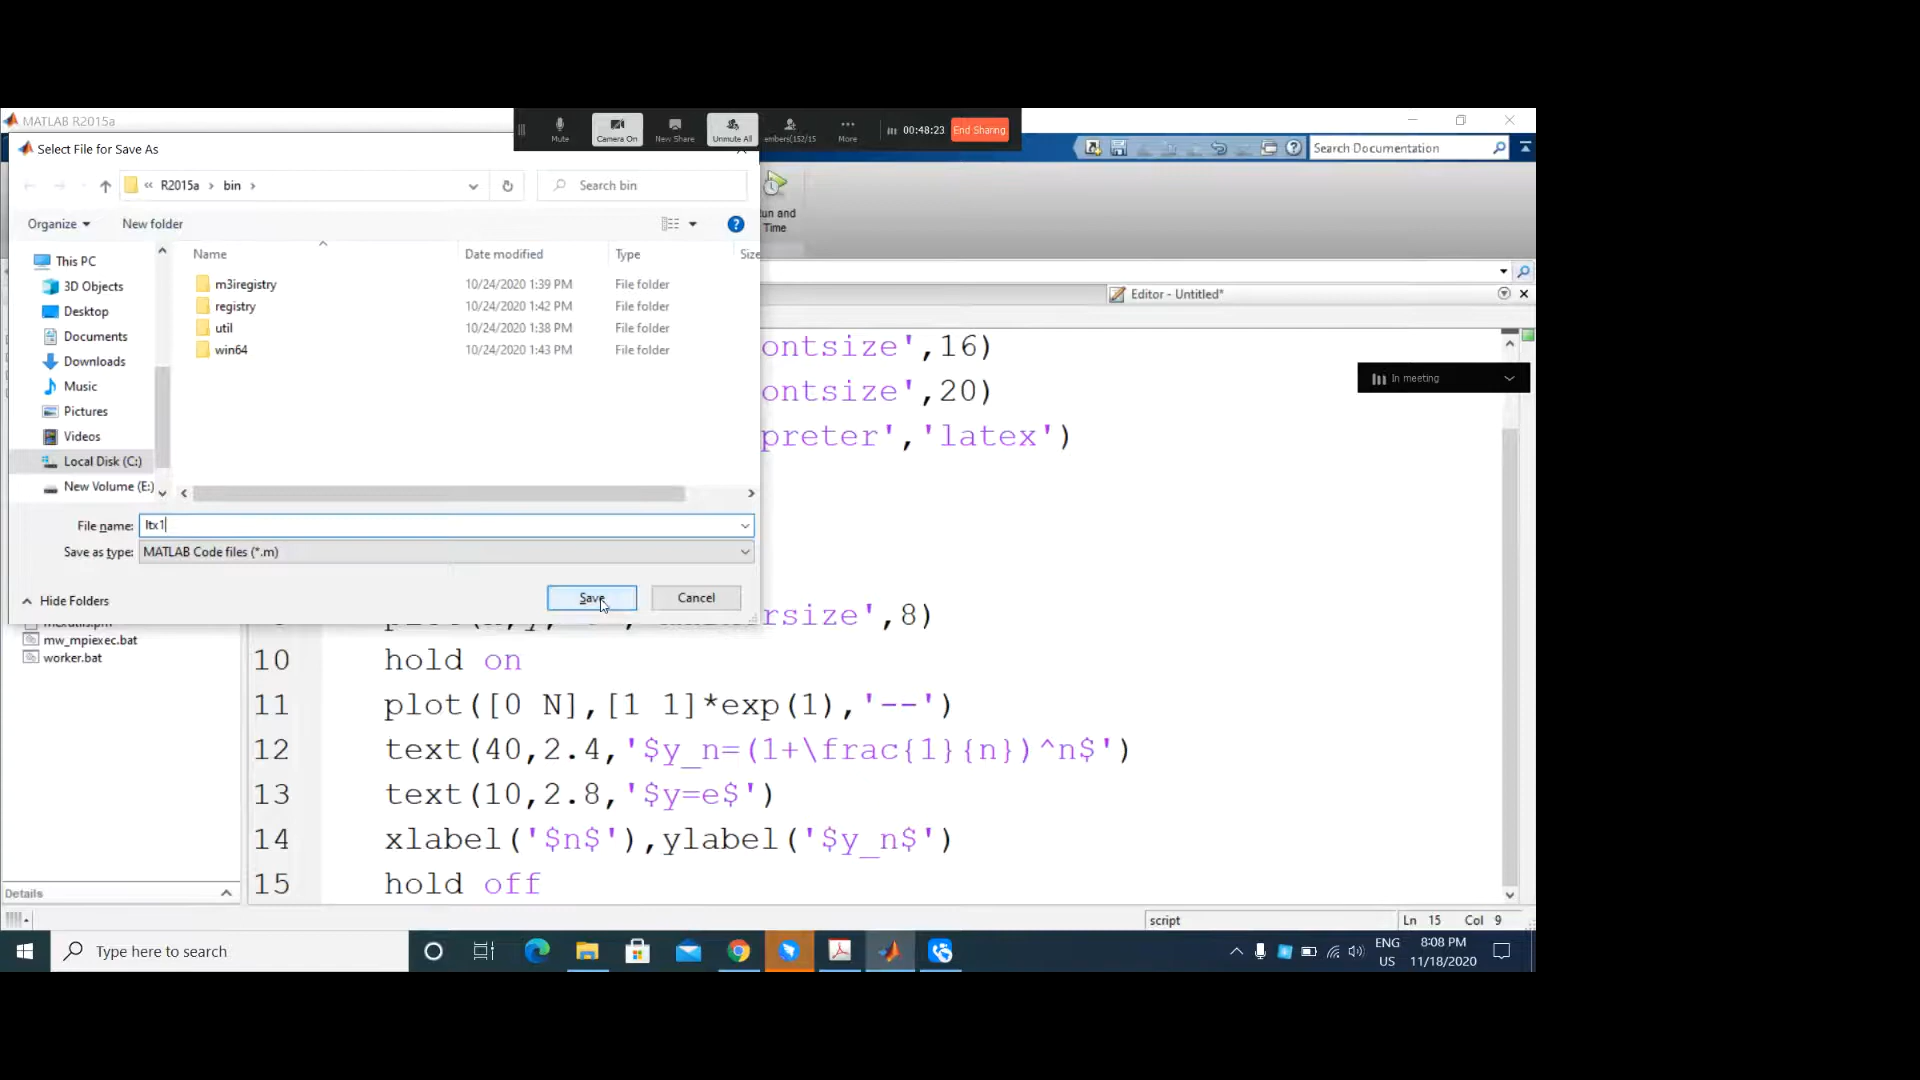 MATLAB R2015a
Mute
Camera On
New Share
Unmute All
embers(152/15
More
00:48:23
End Sharing
Select File for Save As
Search Documentation
R2015a
bin
Search bin
un and
Time
Organize
New folder
Name
Date modified
Type
Size
This PC
3D Objects
Desktop
Documents
Downloads
Music
Pictures
Videos
Local Disk (C:)
New Volume (E:)
m3iregistry 10/24/2020 1:39 PM File folder
registry 10/24/2020 1:42 PM File folder
util 10/24/2020 1:38 PM File folder
win64 10/24/2020 1:43 PM File folder
File name: ltx1
Save as type: MATLAB Code files (*.m)
Hide Folders
Save
Cancel
Editor - Untitled*
In meeting
ontsize',16)
ontsize',20)
preter','latex')
rsize',8)
10 hold on
11 plot([0 N],[1 1]*exp(1),'--')
12 text(40,2.4,'$y_n=(1+\frac{1}{n})^n$')
13 text(10,2.8,'$y=e$')
14 xlabel('$n$'),ylabel('$y_n$')
15 hold off
mw_mpiexec.bat
worker.bat
Details
script
Ln 15 Col 9
Type here to search
ENG
US
8:08 PM
11/18/2020